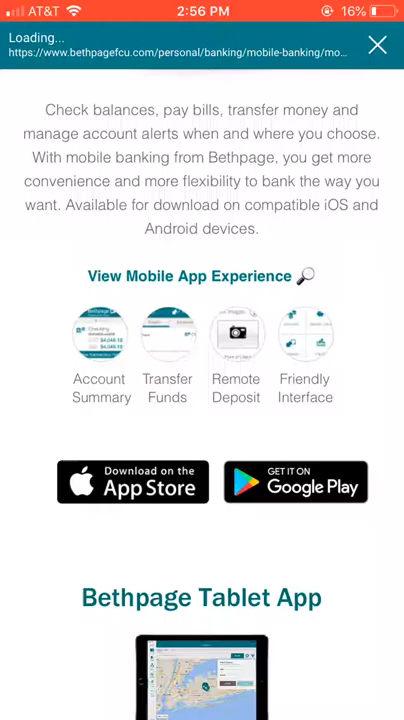 AT&T 2:56 PM 16%
Loading...
https://www.bethpagefcu.com/personal/banking/mobile-banking/mo...
Check balances, pay bills, transfer money and
manage account alerts when and where you choose.
With mobile banking from Bethpage, you get more
convenience and more flexibility to bank the way you
want. Available for download on compatible iOS and
Android devices.
View Mobile App Experience
Account Summary
Transfer Funds
Remote Deposit
Friendly Interface
Download on the
App Store
GET IT ON
Google Play
Bethpage Tablet App